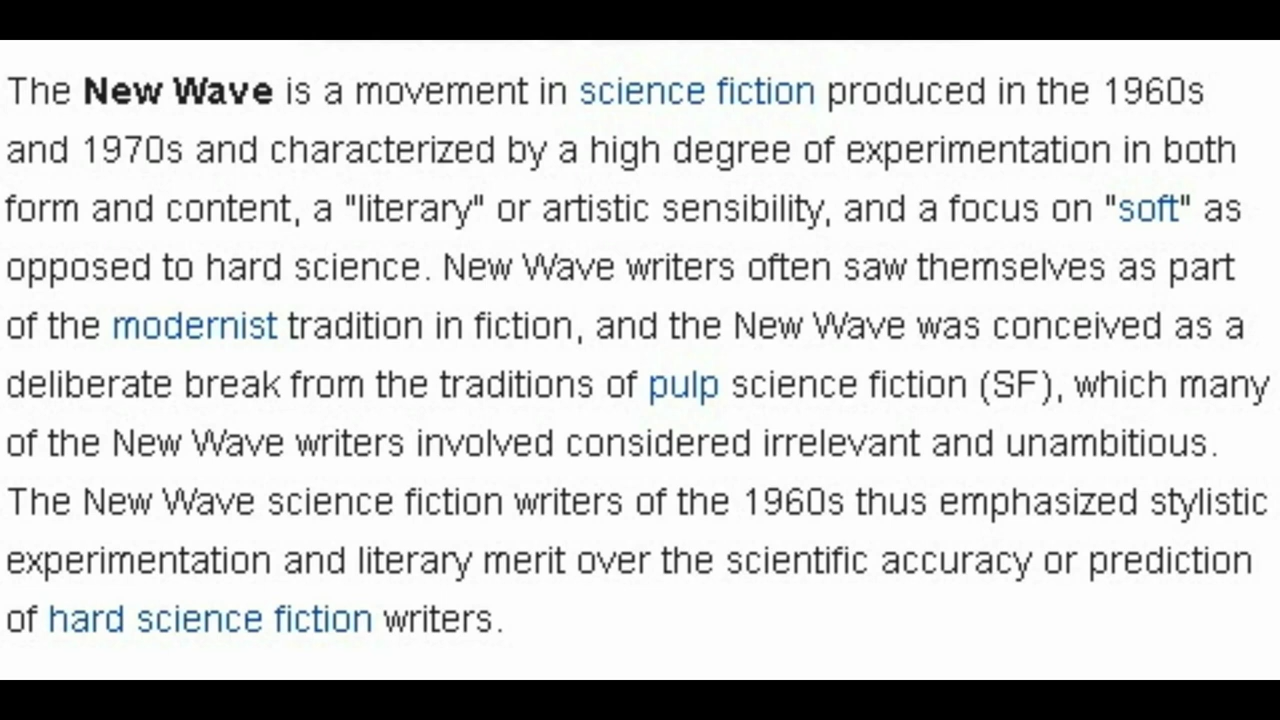 The New Wave is a movement in science fiction produced in the 1960s
and 1970s and characterized by a high degree of experimentation in both
form and content, a "literary" or artistic sensibility, and a focus on "soft" as
opposed to hard science. New Wave writers often saw themselves as part
of the modernist tradition in fiction, and the New Wave was conceived as a
deliberate break from the traditions of pulp science fiction (SF), which many
of the New Wave writers involved considered irrelevant and unambitious.
The New Wave science fiction writers of the 1960s thus emphasized stylistic
experimentation and literary merit over the scientific accuracy or prediction
of hard science fiction writers.